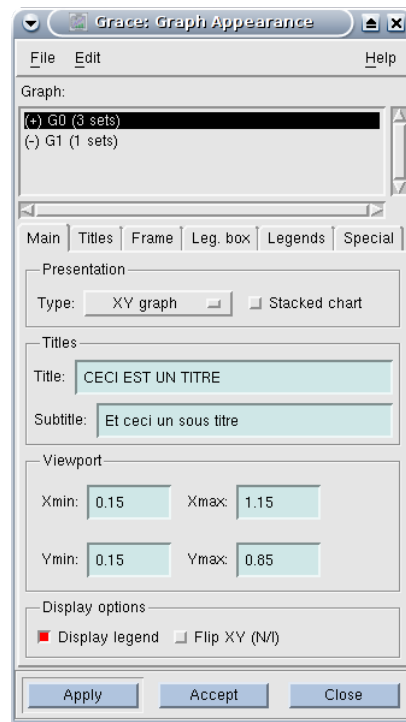 Grace: Graph Appearance
File Edit Help
Graph:
(+) G0 (3 sets)
(-) G1 (1 sets)
Main Titles Frame Leg. box Legends Special
Presentation
Type: XY graph Stacked chart
Titles
Title: CECI EST UN TITRE
Subtitle: Et ceci un sous titre
Viewport
Xmin: 0.15 Xmax: 1.15
Ymin: 0.15 Ymax: 0.85
Display options
Display legend Flip XY (N/I)
Apply Accept Close